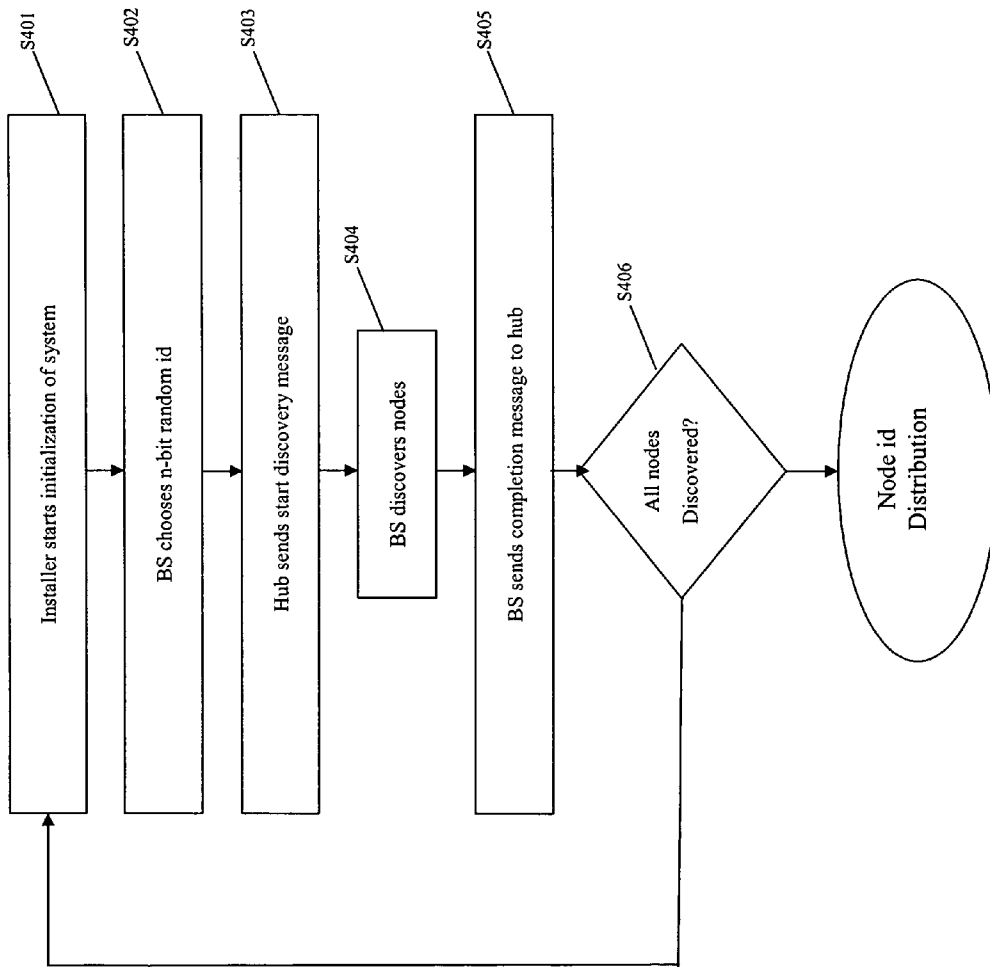 Installer starts initialization of system
S401
BS chooses n-bit random id
S402
Hub sends start discovery message
S403
BS discovers nodes
S404
BS sends completion message to hub
S405
All nodes
Discovered?
S406
Node id
Distribution